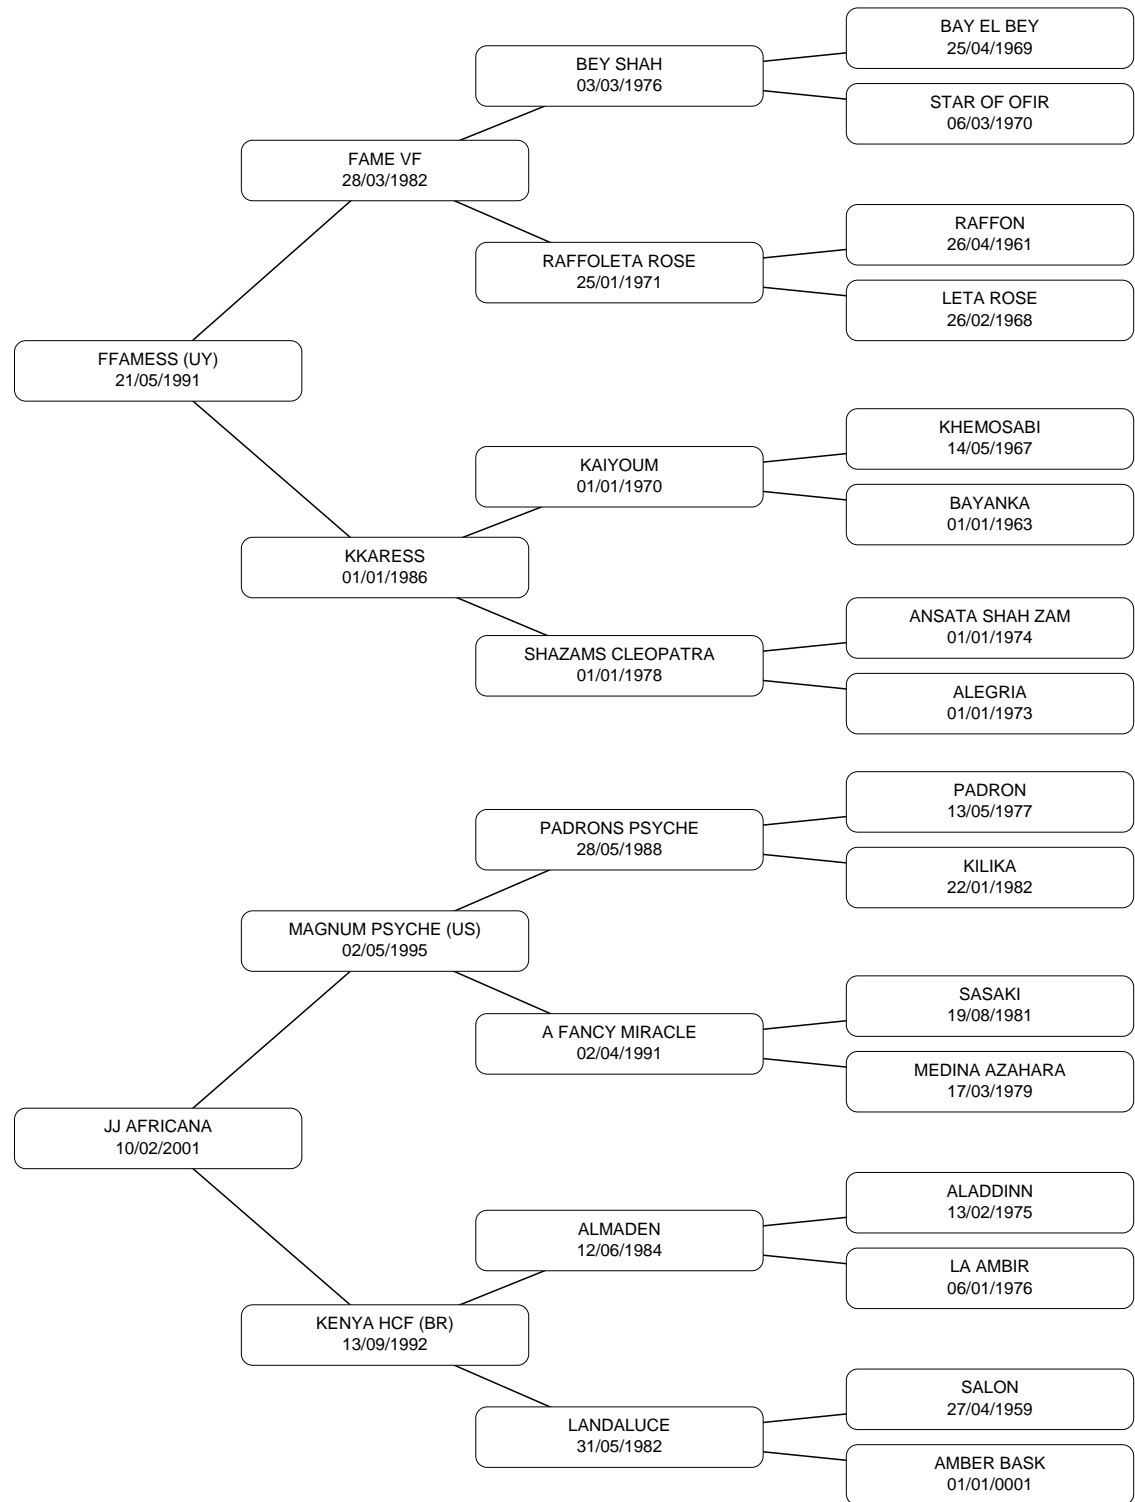 BAY EL BEY
25/04/1969
BEY SHAH
03/03/1976
STAR OF OFIR
06/03/1970
FAME VF
28/03/1982
RAFFON
26/04/1961
RAFFOLETA ROSE
25/01/1971
LETA ROSE
26/02/1968
FFAMESS (UY)
21/05/1991
KHEMOSABI
14/05/1967
KAIYOUM
01/01/1970
BAYANKA
01/01/1963
KKARESS
01/01/1986
ANSATA SHAH ZAM
01/01/1974
SHAZAMS CLEOPATRA
01/01/1978
ALEGRIA
01/01/1973
PADRON
13/05/1977
PADRONS PSYCHE
28/05/1988
KILIKA
22/01/1982
MAGNUM PSYCHE (US)
02/05/1995
SASAKI
19/08/1981
A FANCY MIRACLE
02/04/1991
MEDINA AZAHARA
17/03/1979
JJ AFRICANA
10/02/2001
ALADDINN
13/02/1975
ALMADEN
12/06/1984
LA AMBIR
06/01/1976
KENYA HCF (BR)
13/09/1992
SALON
27/04/1959
LANDALUCE
31/05/1982
AMBER BASK
01/01/0001